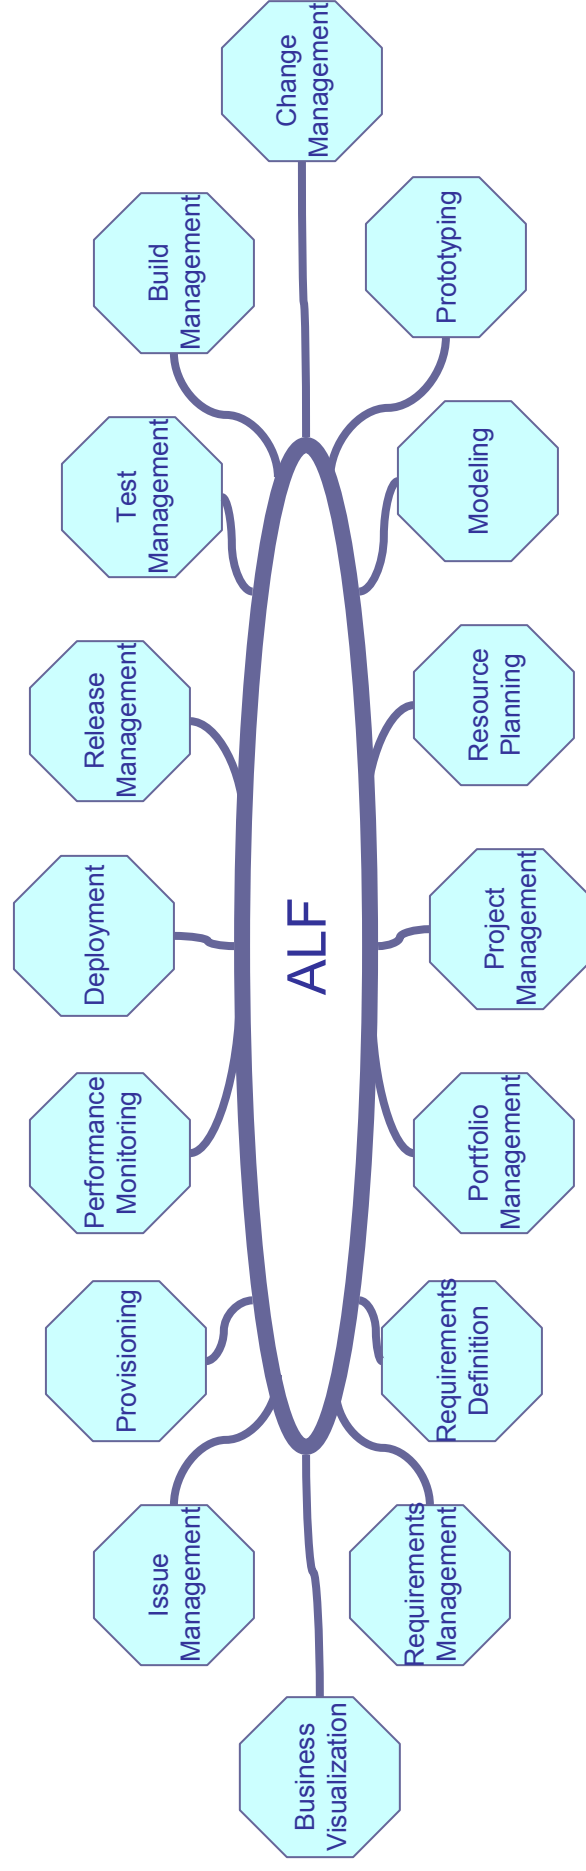 Issue
Management
Provisioning
Performance
Monitoring
Deployment
Release
Management
Test
Management
Build
Management
Business
Visualization
ALF
Change
Management
Requirements
Management
Requirements
Definition
Portfolio
Management
Project
Management
Resource
Planning
Modeling
Prototyping